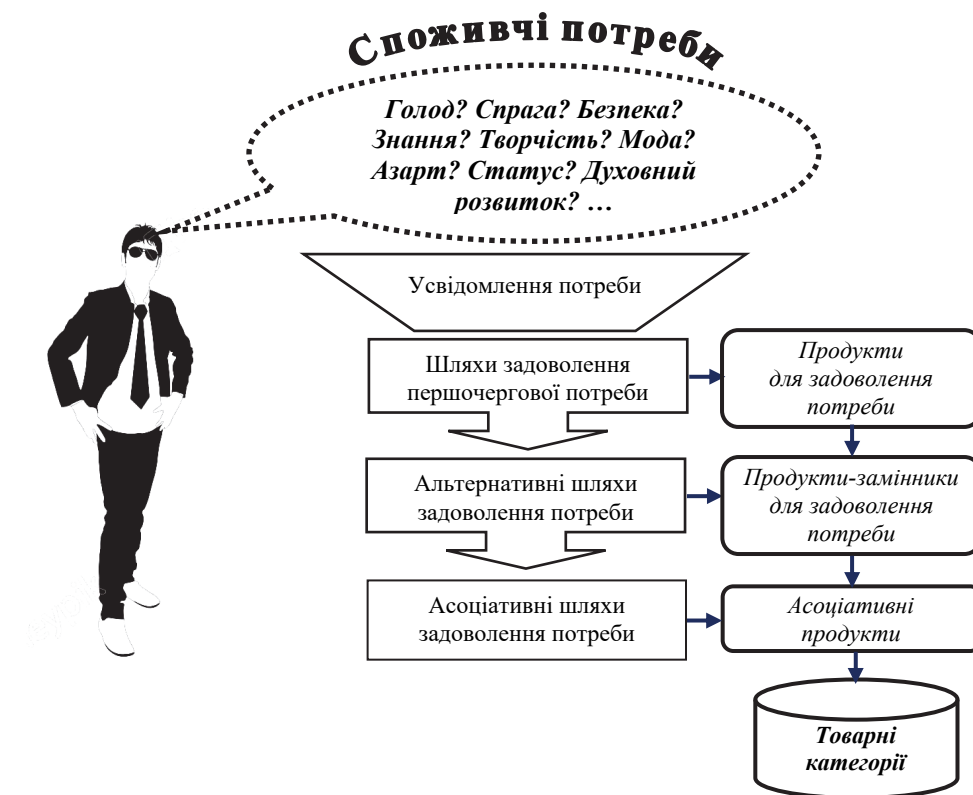 Споживчі потреби
Голод? Спрага? Безпека?
Знання? Творчість? Мода?
Азарт? Статус? Духовний
розвиток? …
Усвідомлення потреби
Шляхи задоволення
першочергової потреби
Продукти
для задоволення
потреби
Альтернативні шляхи
задоволення потреби
Продукти-замінники
для задоволення
потреби
Асоціативні шляхи
задоволення потреби
Асоціативні
продукти
Товарні
категорії